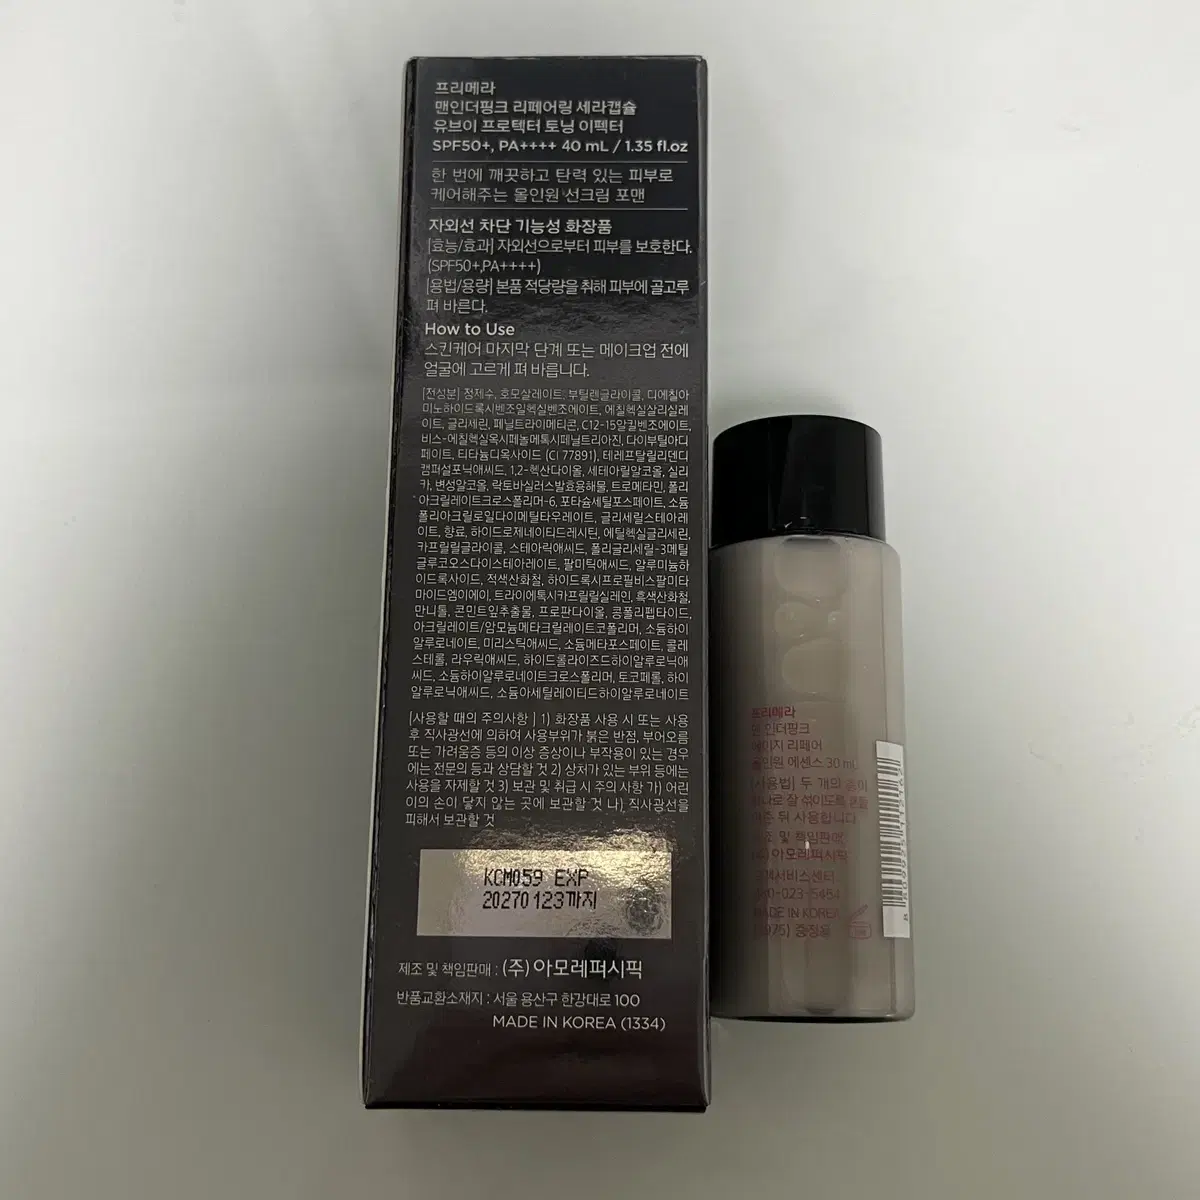 프리메라
맨인더핑크 리페어링 세라캡슐
유브이 프로텍터 토닝 이펙터
SPF50+, PA++++ 40 mL / 1.35 fl.oz
한 번에 깨끗하고 탄력 있는 피부로
케어해주는 올인원 선크림 포맨
자외선 차단 기능성 화장품
[효능/효과] 자외선으로부터 피부를 보호한다.
(SPF50+,PA++++)
[용법/용량] 본품 적당량을 취해 피부에 골고루
펴 바른다.
How to Use
스킨케어 마지막 단계 또는 메이크업 전에
얼굴에 고르게 펴 바릅니다.
[전성분] 정제수, 호모살레이트, 부틸렌글라이콜, 디에칠아
미노하이드록시벤조일헥실벤조에이트, 에칠헥실살리실레
이트, 글리세린, 페닐트라이메티콘, C12-15알킬벤조에이트,
비스-에칠헥실옥시페놀메톡시페닐트리아진, 다이부틸아디
페이트, 티타늄디옥사이드 (CI 77891), 테레프탈릴리덴디
캠퍼설포닉애씨드, 1,2-헥산다이올, 세테아릴알코올, 실리
카, 변성알코올, 락토바실러스발효용해물, 트로메타민, 폴리
아크릴레이트크로스폴리머-6, 포타슘세틸포스페이트, 소듐
폴리아크릴로일다이메틸타우레이트, 글리세릴스테아레
이트, 향료, 하이드로제네이티드레시틴, 에틸헥실글리세린,
카프릴릴글라이콜, 스테아릭애씨드, 폴리글리세릴-3메틸
글루코오스다이스테아레이트, 팔미틱애씨드, 알루미늄하
이드록사이드, 적색산화철, 하이드록시프로필비스팔미타
마이드엠이에이, 트라이에톡시카프릴릴실레인, 흑색산화철,
만니톨, 콘민트잎추출물, 프로판다이올, 콩폴리펩타이드,
아크릴레이트/암모늄메타크릴레이트코폴리머, 소듐하이
알루로네이트, 미리스틱애씨드, 소듐메타포스페이트, 콜레
스테롤, 라우릭애씨드, 하이드롤라이즈드하이알루로닉애
씨드, 소듐하이알루로네이트크로스폴리머, 토코페롤, 하이
알루로닉애씨드, 소듐아세틸레이티드하이알루로네이트
[사용할 때의 주의사항] 1) 화장품 사용 시 또는 사용
후 직사광선에 의하여 사용부위가 붉은 반점, 부어오름
또는 가려움증 등의 이상 증상이나 부작용이 있는 경우
에는 전문의 등과 상담할 것 2) 상처가 있는 부위 등에는
사용을 자제할 것 3) 보관 및 취급 시 주의 사항 가) 어린
이의 손이 닿지 않는 곳에 보관할 것 나) 직사광선을
피해서 보관할 것
KCM059 EXP
20270123까지
제조 및 책임판매 : (주) 아모레퍼시픽
반품교환소재지 : 서울 용산구 한강대로 100
MADE IN KOREA (1334)
프리메라
맨 인더핑크
에이지 리페어
올인원 에센스 30 mL
[사용법] 두 개의 층이
하나로 잘 섞이도록 흔들
어준 뒤 사용합니다.
제조 및 책임판매:
(주)아모레퍼시픽
고객서비스센터
080-023-5454
MADE IN KOREA
증정용